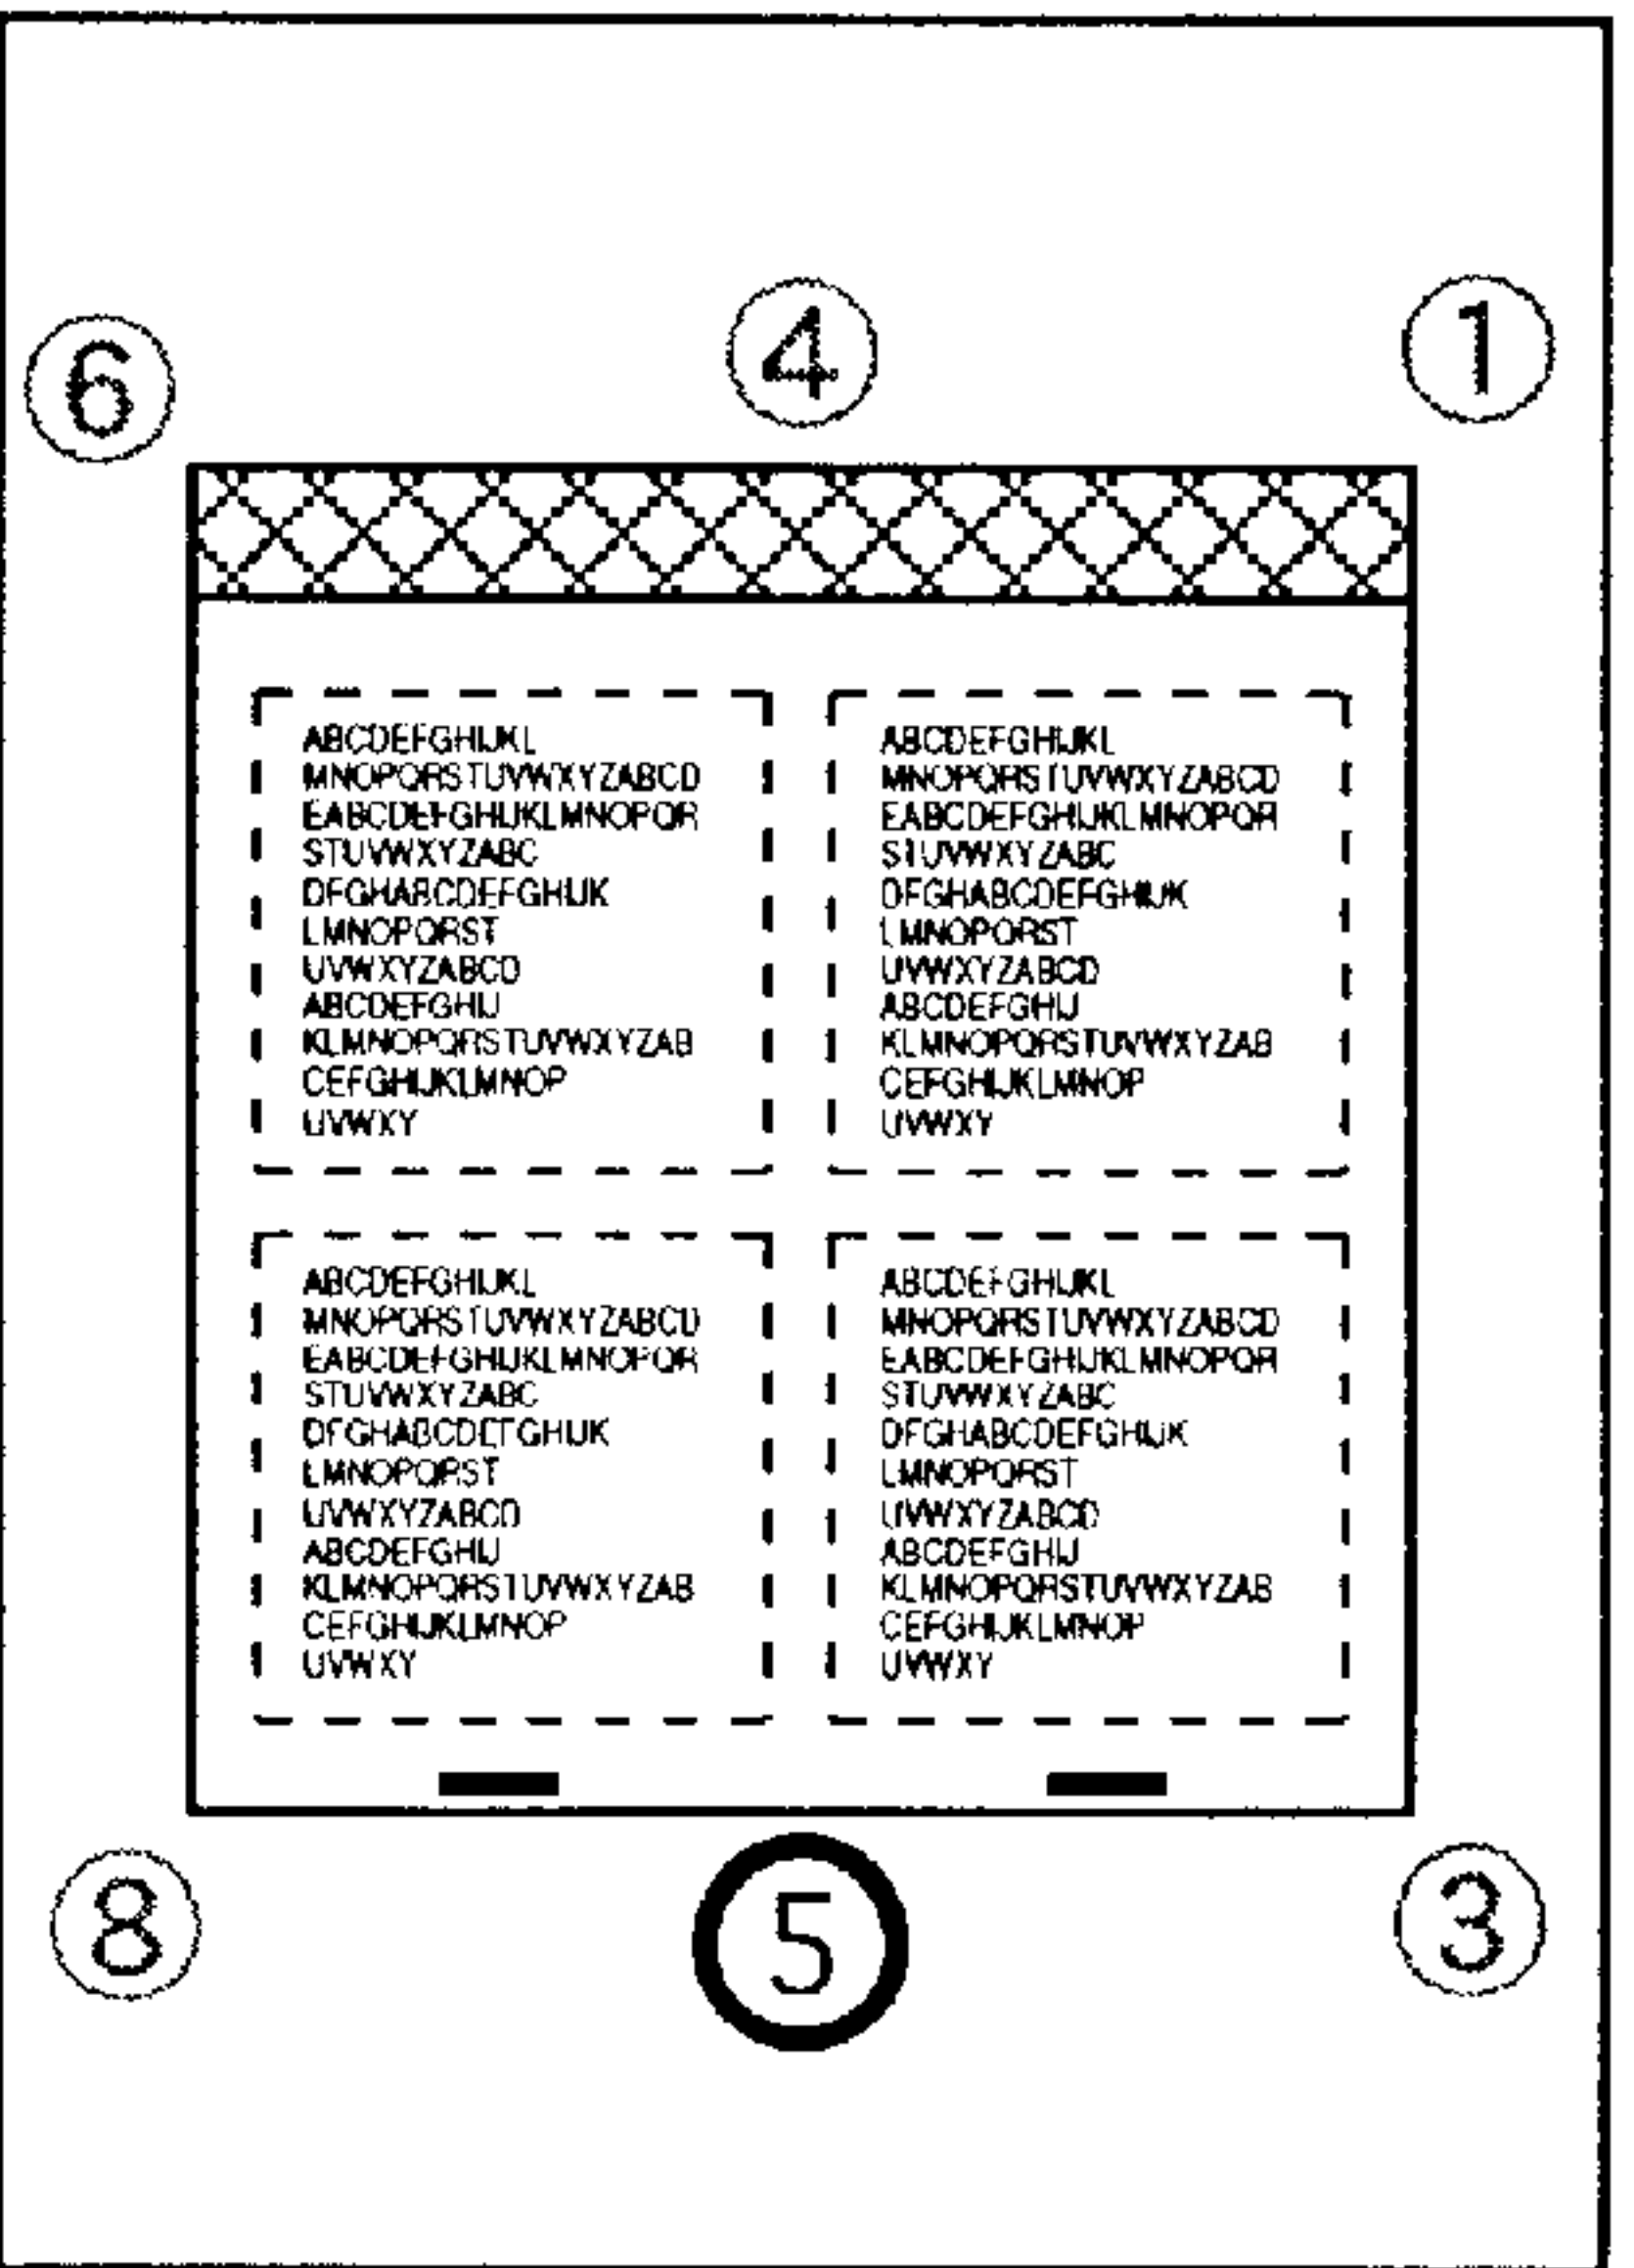 6 4 1
ABCDEFGHIJKL
MNOPQRSTUVWXYZABCD
EABCDEFGHIJKLMNOPQR
STUVWXYZABC
DFGHABCDEFGHIJK
LMNOPQRST
UVWXYZABCD
ABCDEFGHIJ
KLMNOPQRSTUVWXYZAB
CEFGHIJKLMNOP
UVWXY
ABCDEFGHIJKL
MNOPQRSTUVWXYZABCD
EABCDEFGHIJKLMNOPQR
STUVWXYZABC
DFGHABCDEFGHIJK
LMNOPQRST
UVWXYZABCD
ABCDEFGHIJ
KLMNOPQRSTUVWXYZAB
CEFGHIJKLMNOP
UVWXY
ABCDEFGHIJKL
MNOPQRSTUVWXYZABCD
EABCDEFGHIJKLMNOPQR
STUVWXYZABC
DFGHABCDEFGHIJK
LMNOPQRST
UVWXYZABCD
ABCDEFGHIJ
KLMNOPQRSTUVWXYZAB
CEFGHIJKLMNOP
UVWXY
ABCDEFGHIJKL
MNOPQRSTUVWXYZABCD
EABCDEFGHIJKLMNOPQR
STUVWXYZABC
DFGHABCDEFGHIJK
LMNOPQRST
UVWXYZABCD
ABCDEFGHIJ
KLMNOPQRSTUVWXYZAB
CEFGHIJKLMNOP
UVWXY
8 5 3